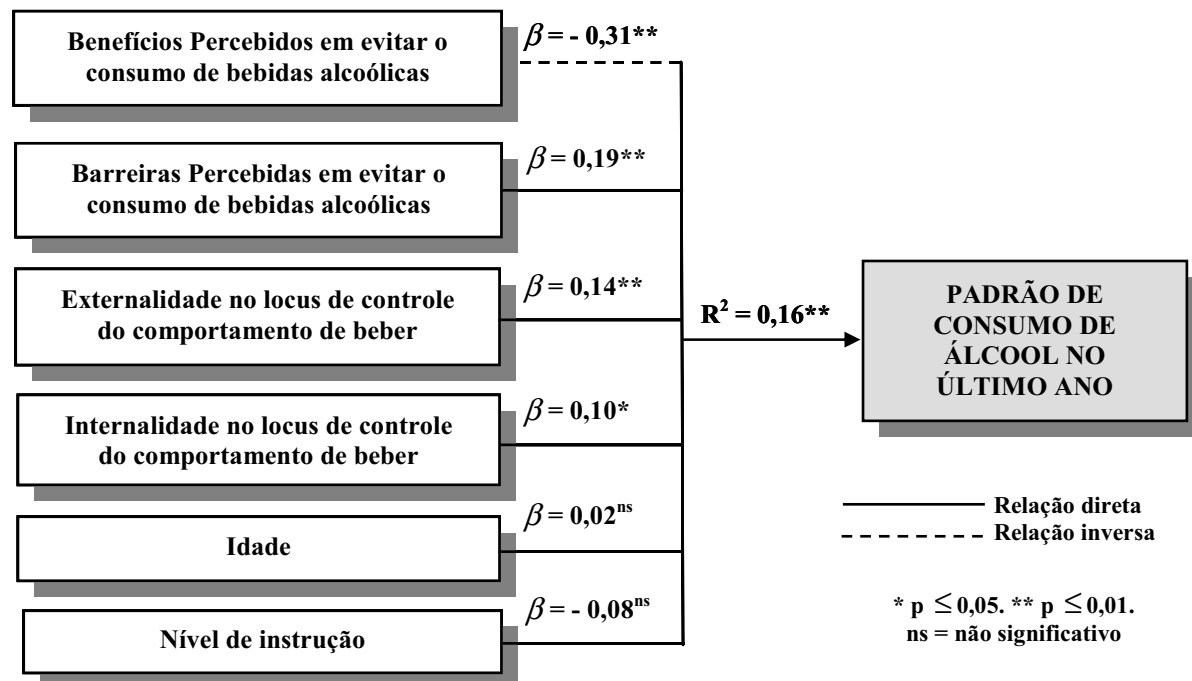 Benefícios Percebidos em evitar o
consumo de bebidas alcoólicas
β = - 0,31**
Barreiras Percebidas em evitar o
consumo de bebidas alcoólicas
β = 0,19**
Externalidade no locus de controle
do comportamento de beber
β = 0,14**
Internalidade no locus de controle
do comportamento de beber
β = 0,10*
Idade
β = 0,02ns
Nível de instrução
β = - 0,08ns
R² = 0,16**
PADRÃO DE
CONSUMO DE
ÁLCOOL NO
ÚLTIMO ANO
Relação direta
Relação inversa
* p ≤ 0,05. ** p ≤ 0,01.
ns = não significativo